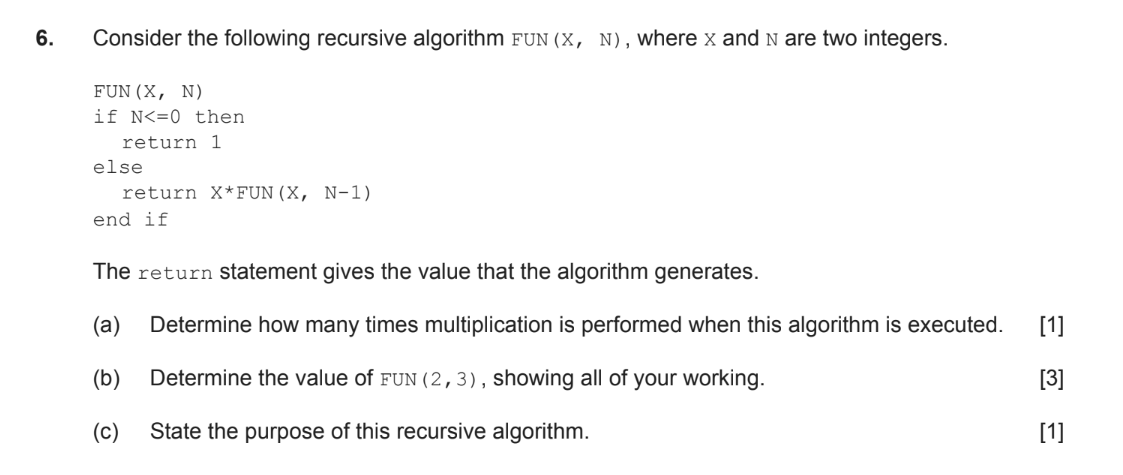 6. Consider the following recursive algorithm FUN(X, N), where X and N are two integers.
FUN(X, N)
if N<=0 then
return 1
else
return X*FUN(X, N-1)
end if
The return statement gives the value that the algorithm generates.
(a) Determine how many times multiplication is performed when this algorithm is executed. [1]
(b) Determine the value of FUN(2,3), showing all of your working. [3]
(c) State the purpose of this recursive algorithm. [1]